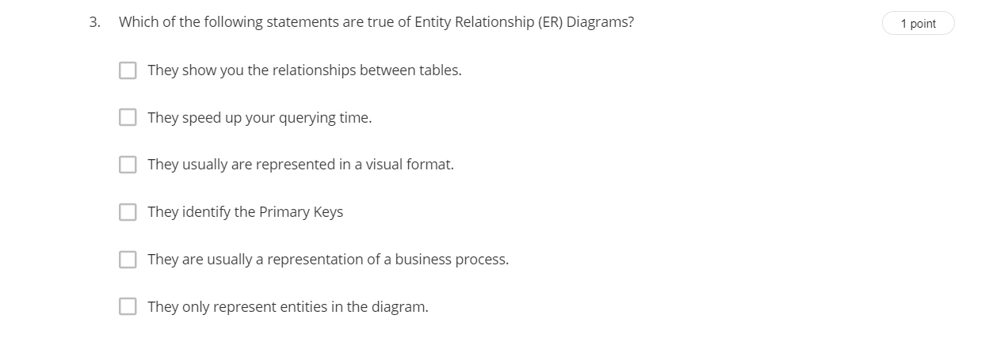 3. Which of the following statements are true of Entity Relationship (ER) Diagrams? 1 point
They show you the relationships between tables.
They speed up your querying time.
They usually are represented in a visual format.
They identify the Primary Keys
They are usually a representation of a business process.
They only represent entities in the diagram.